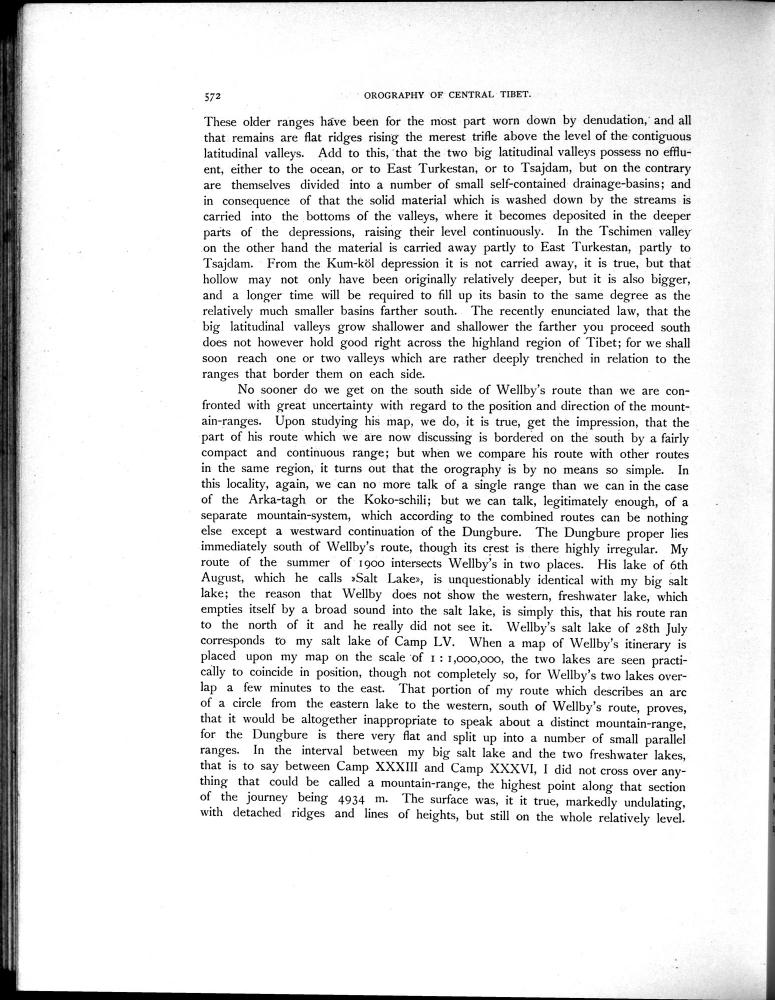 572 OROGRAPHY OF CENTRAL TIBET.
These older ranges have been for the most part worn down by denudation, and all
that remains are flat ridges rising the merest trifle above the level of the contiguous
latitudinal valleys. Add to this, that the two big latitudinal valleys possess no efflu-
ent, either to the ocean, or to East Turkestan, or to Tsajdam, but on the contrary
are themselves divided into a number of small self-contained drainage-basins; and
in consequence of that the solid material which is washed down by the streams is
carried into the bottoms of the valleys, where it becomes deposited in the deeper
parts of the depressions, raising their level continuously. In the Tschimen valley
on the other hand the material is carried away partly to East Turkestan, partly to
Tsajdam. From the Kum-köl depression it is not carried away, it is true, but that
hollow may not only have been originally relatively deeper, but it is also bigger,
and a longer time will be required to fill up its basin to the same degree as the
relatively much smaller basins farther south. The recently enunciated law, that the
big latitudinal valleys grow shallower and shallower the farther you proceed south
does not however hold good right across the highland region of Tibet; for we shall
soon reach one or two valleys which are rather deeply trenched in relation to the
ranges that border them on each side.
No sooner do we get on the south side of Wellby's route than we are con-
fronted with great uncertainty with regard to the position and direction of the mount-
ain-ranges. Upon studying his map, we do, it is true, get the impression, that the
part of his route which we are now discussing is bordered on the south by a fairly
compact and continuous range; but when we compare his route with other routes
in the same region, it turns out that the orography is by no means so simple. In
this locality, again, we can no more talk of a single range than we can in the case
of the Arka-tagh or the Koko-schili; but we can talk, legitimately enough, of a
separate mountain-system, which according to the combined routes can be nothing
else except a westward continuation of the Dungbure. The Dungbure proper lies
immediately south of Wellby's route, though its crest is there highly irregular. My
route of the summer of 1900 intersects Wellby's in two places. His lake of 6th
August, which he calls »Salt Lake», is unquestionably identical with my big salt
lake; the reason that Wellby does not show the western, freshwater lake, which
empties itself by a broad sound into the salt lake, is simply this, that his route ran
to the north of it and he really did not see it. Wellby's salt lake of 28th July
corresponds to my salt lake of Camp LV. When a map of Wellby's itinerary is
placed upon my map on the scale of 1 : 1,000,000, the two lakes are seen practi-
cally to coincide in position, though not completely so, for Wellby's two lakes over-
lap a few minutes to the east. That portion of my route which describes an arc
of a circle from the eastern lake to the western, south of Wellby's route, proves,
that it would be altogether inappropriate to speak about a distinct mountain-range,
for the Dungbure is there very flat and split up into a number of small parallel
ranges. In the interval between my big salt lake and the two freshwater lakes,
that is to say between Camp XXXIII and Camp XXXVI, I did not cross over any-
thing that could be called a mountain-range, the highest point along that section
of the journey being 4934 m. The surface was, it it true, markedly undulating,
with detached ridges and lines of heights, but still on the whole relatively level.